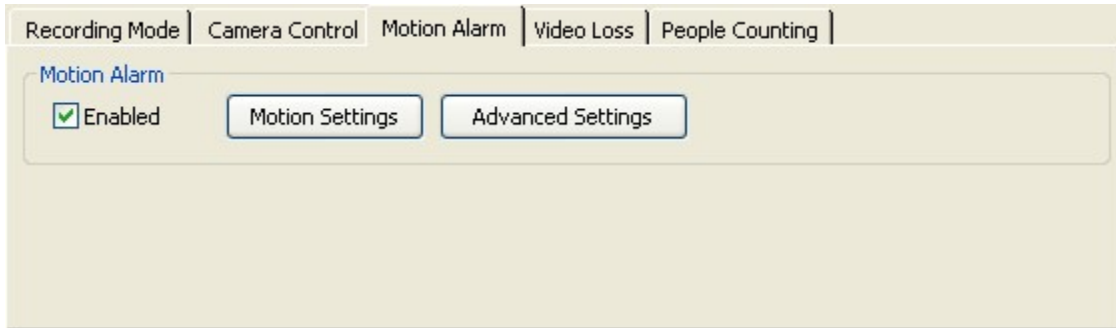 Recording Mode Camera Control Motion Alarm Video Loss People Counting
Motion Alarm
Enabled Motion Settings Advanced Settings